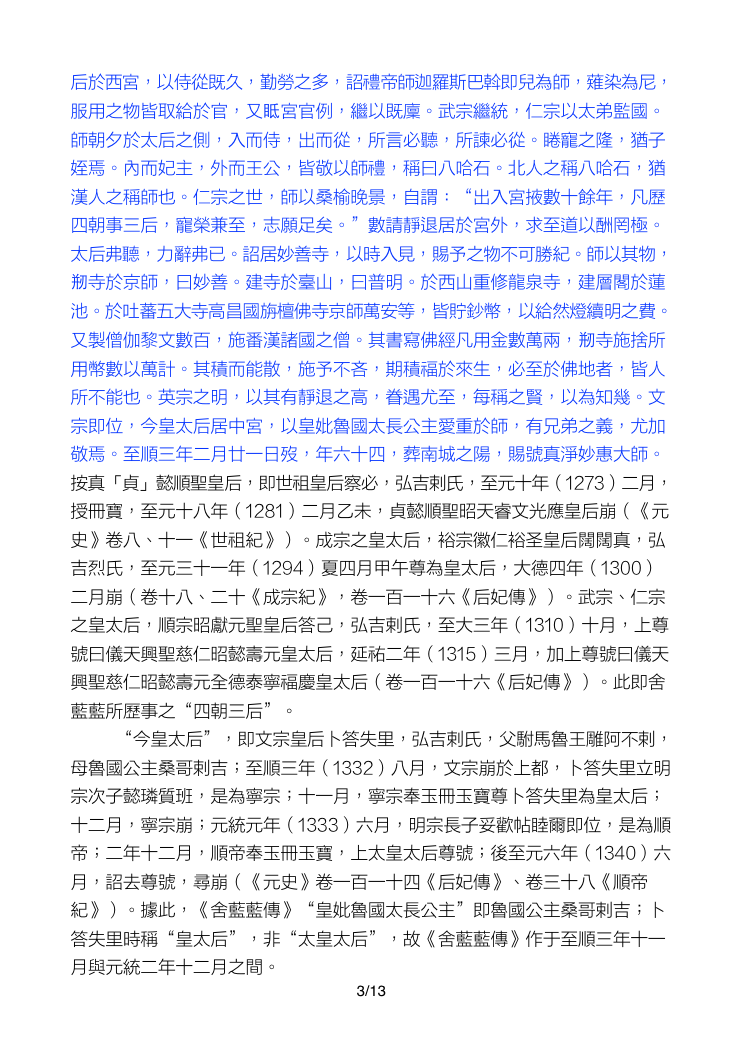 后於西宮，以侍從既久，勤勞之多，詔禮帝師迦羅斯巴斡即兒為師，薙染為尼，
服用之物皆取給於官，又眡宮官例，繼以既廩。武宗繼統，仁宗以太弟監國。
師朝夕於太后之側，入而侍，出而從，所言必聽，所諫必從。睠寵之隆，猶子
姪焉。內而妃主，外而王公，皆敬以師禮，稱曰八哈石。北人之稱八哈石，猶
漢人之稱師也。仁宗之世，師以桑榆晚景，自謂：“出入宮掖數十餘年，凡歷
四朝事三后，寵榮兼至，志願足矣。”數請靜退居於宮外，求至道以酬罔極。
太后弗聽，力辭弗已。詔居妙善寺，以時入見，賜予之物不可勝紀。師以其物，
剏寺於京師，曰妙善。建寺於臺山，曰普明。於西山重修龍泉寺，建層閣於蓮
池。於吐蕃五大寺高昌國旃檀佛寺京師萬安等，皆貯鈔幣，以給然燈續明之費。
又製僧伽黎文數百，施番漢諸國之僧。其書寫佛經凡用金數萬兩，剏寺施捨所
用幣數以萬計。其積而能散，施予不吝，期積福於來生，必至於佛地者，皆人
所不能也。英宗之明，以其有靜退之高，眷遇尤至，每稱之賢，以為知幾。文
宗即位，今皇太后居中宮，以皇妣魯國太長公主愛重於師，有兄弟之義，尤加
敬焉。至順三年二月廿一日歿，年六十四，葬南城之陽，賜號真淨妙惠大師。
按真「貞」懿順聖皇后，即世祖皇后察必，弘吉剌氏，至元十年（1273）二月，
授冊寶，至元十八年（1281）二月乙未，貞懿順聖昭天睿文光應皇后崩（《元
史》卷八、十一《世祖紀》）。成宗之皇太后，裕宗徽仁裕圣皇后闊闊真，弘
吉烈氏，至元三十一年（1294）夏四月甲午尊為皇太后，大德四年（1300）
二月崩（卷十八、二十《成宗紀》，卷一百一十六《后妃傳》）。武宗、仁宗
之皇太后，順宗昭獻元聖皇后答己，弘吉剌氏，至大三年（1310）十月，上尊
號曰儀天興聖慈仁昭懿壽元皇太后，延祐二年（1315）三月，加上尊號曰儀天
興聖慈仁昭懿壽元全德泰寧福慶皇太后（卷一百一十六《后妃傳》）。此即舍
藍藍所歷事之“四朝三后”。
“今皇太后”，即文宗皇后卜答失里，弘吉剌氏，父駙馬魯王雕阿不剌，
母魯國公主桑哥剌吉；至順三年（1332）八月，文宗崩於上都，卜答失里立明
宗次子懿璘質班，是為寧宗；十一月，寧宗奉玉冊玉寶尊卜答失里為皇太后；
十二月，寧宗崩；元統元年（1333）六月，明宗長子妥歡帖睦爾即位，是為順
帝；二年十二月，順帝奉玉冊玉寶，上太皇太后尊號；後至元六年（1340）六
月，詔去尊號，尋崩（《元史》卷一百一十四《后妃傳》、卷三十八《順帝
紀》）。據此，《舍藍藍傳》“皇妣魯國太長公主”即魯國公主桑哥剌吉；卜
答失里時稱“皇太后”，非“太皇太后”，故《舍藍藍傳》作于至順三年十一
月與元統二年十二月之間。
3/13